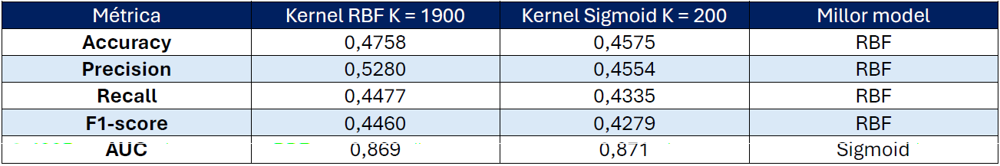 Métrica Kernel RBF K = 1900 Kernel Sigmoid K = 200 Millor model
Accuracy 0,4758 0,4575 RBF
Precision 0,5280 0,4554 RBF
Recall 0,4477 0,4335 RBF
F1-score 0,4460 0,4279 RBF
AUC 0,869 0,871 Sigmoid